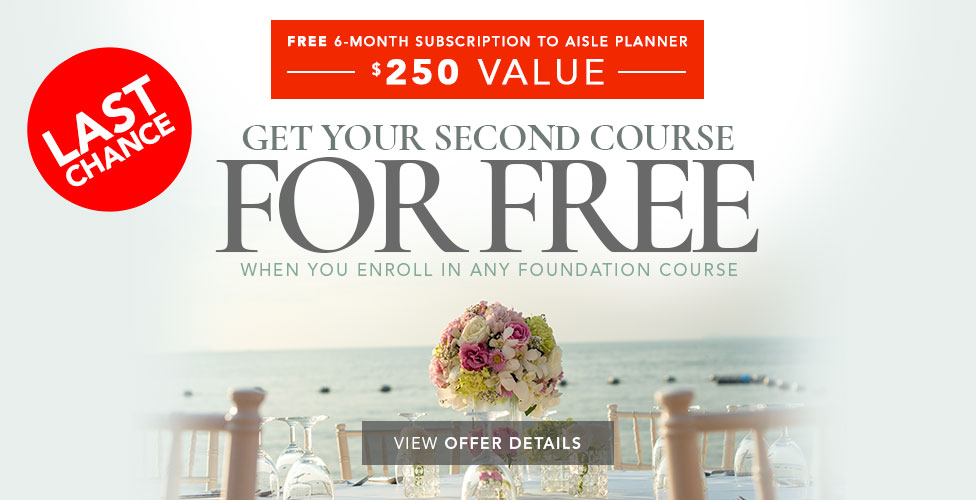 FREE 6-MONTH SUBSCRIPTION TO AISLE PLANNER
$250 VALUE
LAST
CHANCE
GET YOUR SECOND COURSE
FOR FREE
WHEN YOU ENROLL IN ANY FOUNDATION COURSE
VIEW OFFER DETAILS